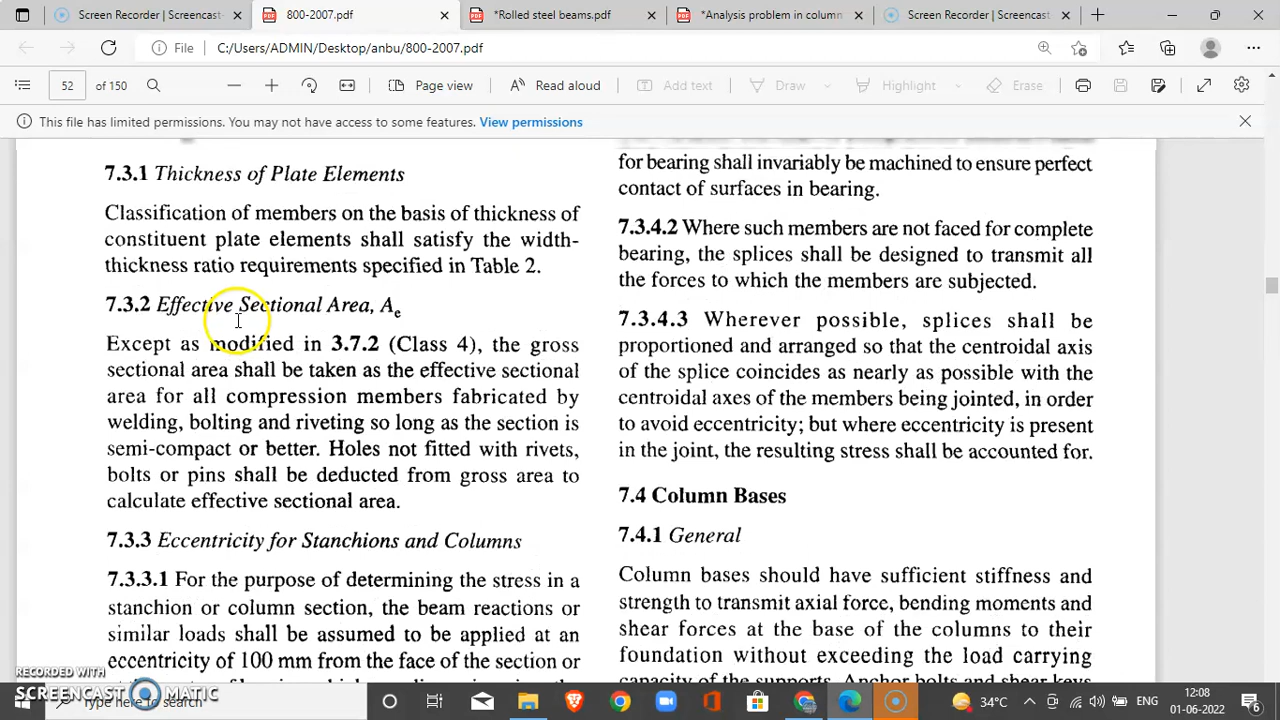 Screen Recorder | Screencast-
800-2007.pdf
*Rolled steel beams.pdf
*Analysis problem in column
Screen Recorder | Screencast
File
C:/Users/ADMIN/Desktop/anbu/800-2007.pdf
52
of 150
Page view
Read aloud
Add text
Draw
Highlight
Erase
This file has limited permissions. You may not have access to some features. View permissions
7.3.1 Thickness of Plate Elements
Classification of members on the basis of thickness of
constituent plate elements shall satisfy the width-
thickness ratio requirements specified in Table 2.
7.3.2 Effective Sectional Area, Ae
Except as modified in 3.7.2 (Class 4), the gross
sectional area shall be taken as the effective sectional
area for all compression members fabricated by
welding, bolting and riveting so long as the section is
semi-compact or better. Holes not fitted with rivets,
bolts or pins shall be deducted from gross area to
calculate effective sectional area.
7.3.3 Eccentricity for Stanchions and Columns
7.3.3.1 For the purpose of determining the stress in a
stanchion or column section, the beam reactions or
similar loads shall be assumed to be applied at an
eccentricity of 100 mm from the face of the section or
for bearing shall invariably be machined to ensure perfect
contact of surfaces in bearing.
7.3.4.2 Where such members are not faced for complete
bearing, the splices shall be designed to transmit all
the forces to which the members are subjected.
7.3.4.3 Wherever possible, splices shall be
proportioned and arranged so that the centroidal axis
of the splice coincides as nearly as possible with the
centroidal axes of the members being jointed, in order
to avoid eccentricity; but where eccentricity is present
in the joint, the resulting stress shall be accounted for.
7.4 Column Bases
7.4.1 General
Column bases should have sufficient stiffness and
strength to transmit axial force, bending moments and
shear forces at the base of the columns to their
foundation without exceeding the load carrying
capacity of the supports. Anchor bolts and shear keys
RECORDED WITH
SCREENCAST MATIC
Type here to search
34°C
ENG
12:08
01-06-2022
6